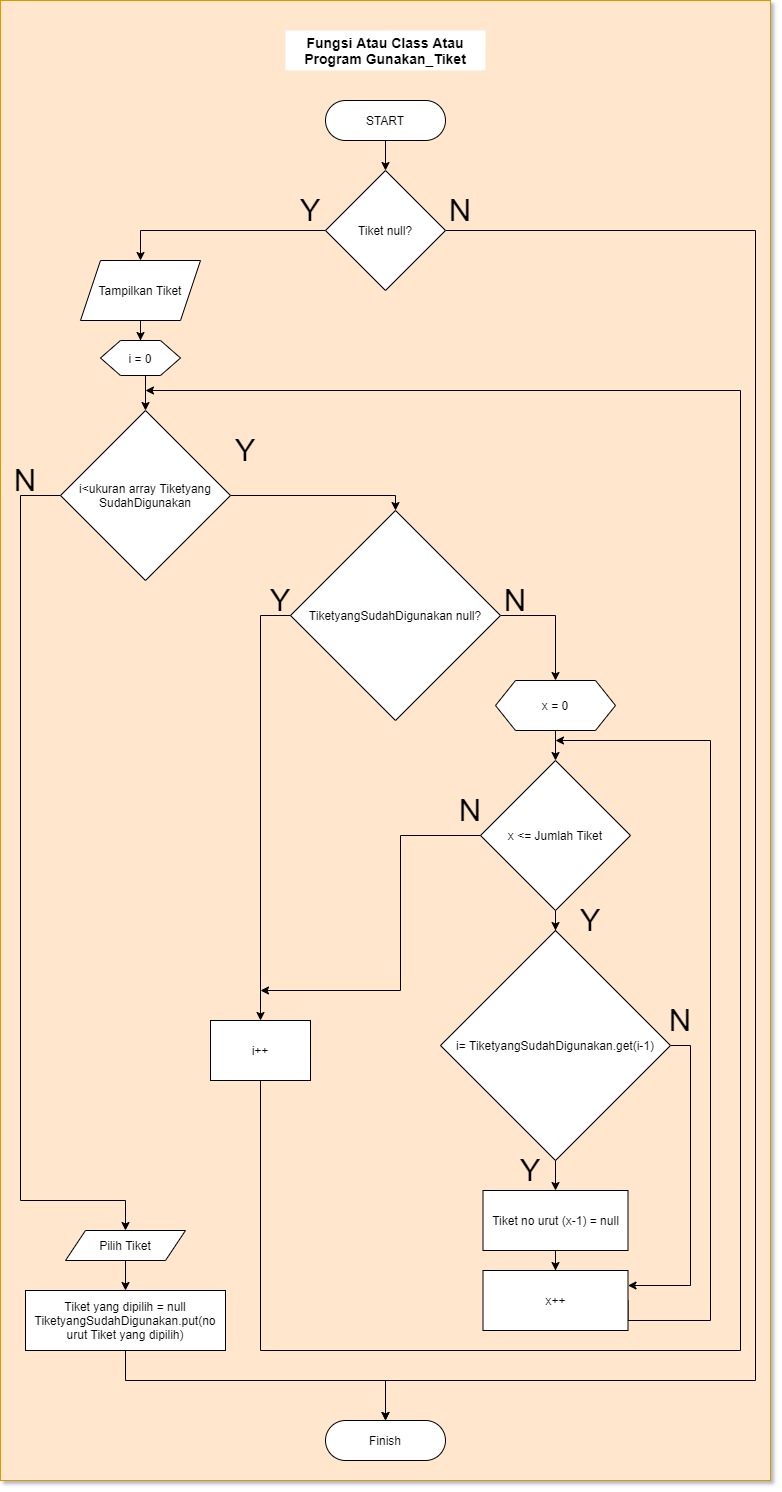 Fungsi Atau Class Atau
Program Gunakan_Tiket
START
Y
N
Tiket null?
Tampilkan Tiket
i = 0
Y
N
i<ukuran array Tiketyang
SudahDigunakan
Y
N
TiketyangSudahDigunakan null?
x = 0
N
x <= Jumlah Tiket
Y
N
i= TiketyangSudahDigunakan.get(i-1)
i++
Y
Tiket no urut (x-1) = null
Pilih Tiket
x++
Tiket yang dipilih = null
TiketyangSudahDigunakan.put(no
urut Tiket yang dipilih)
Finish